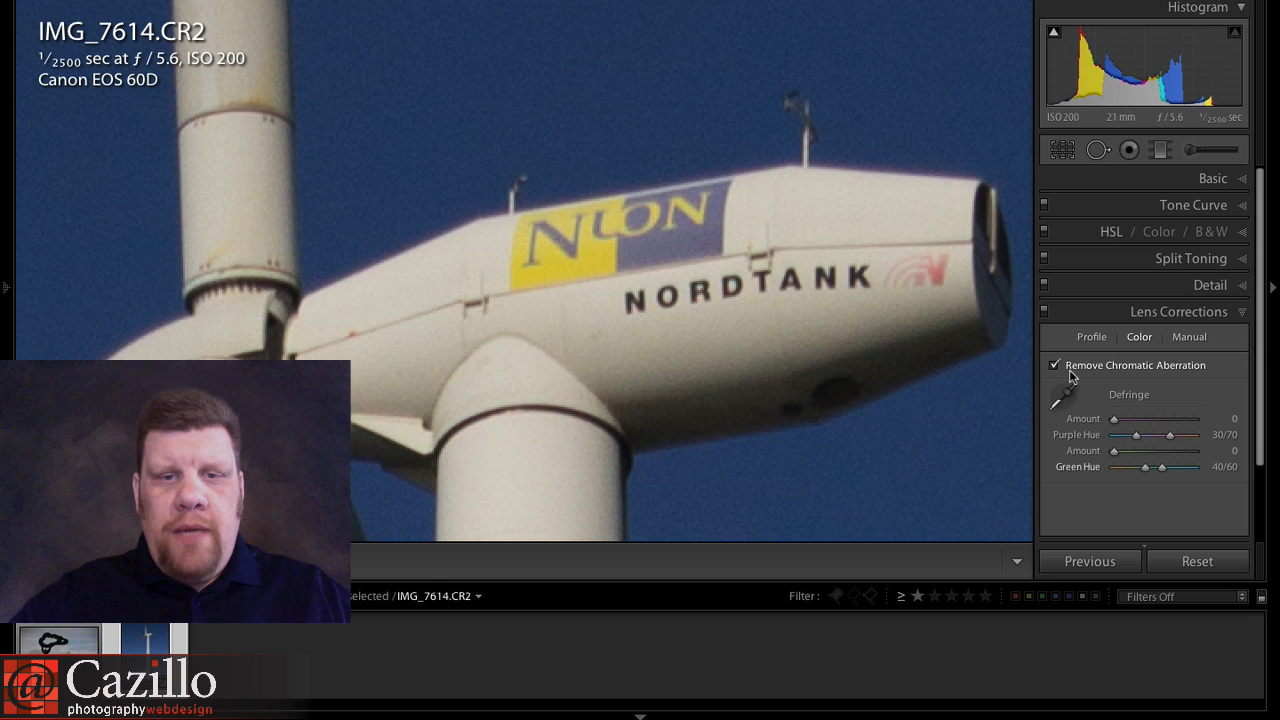 IMG_7614.CR2
1/2500 sec at ƒ / 5.6, ISO 200
Canon EOS 60D
NUON
NORDTANK
Histogram
ISO 200 21 mm ƒ / 5.6 1/2500 sec
Basic
Tone Curve
HSL / Color / B & W
Split Toning
Detail
Lens Corrections
Profile Color Manual
Remove Chromatic Aberration
Defringe
Amount 0
Purple Hue 30/70
Amount 0
Green Hue 40/60
Previous Reset
selected / IMG_7614.CR2
Filter : ≥ Filters Off
@ Cazillo
photographywebdesign